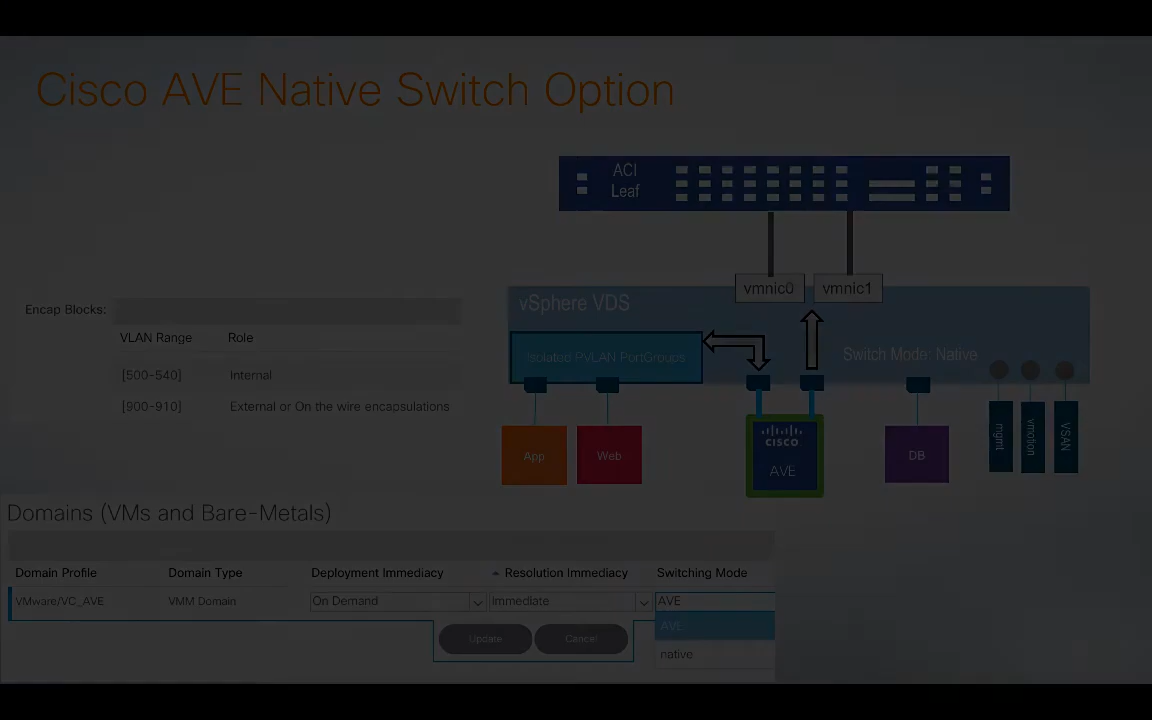 Cisco AVE Native Switch Option
ACI
Leaf
vmnic0
vmnic1
vSphere VDS
Isolated PVLAN PortGroups
Switch Mode: Native
Encap Blocks:
VLAN Range Role
[500-540] Internal
[900-910] External or On the wire encapsulations
App
Web
CISCO
AVE
DB
mgmt
vmotion
VSAN
Domains (VMs and Bare-Metals)
Domain Profile Domain Type Deployment Immediacy Resolution Immediacy Switching Mode
VMware/VC_AVE VMM Domain On Demand Immediate AVE
AVE
Update Cancel
native